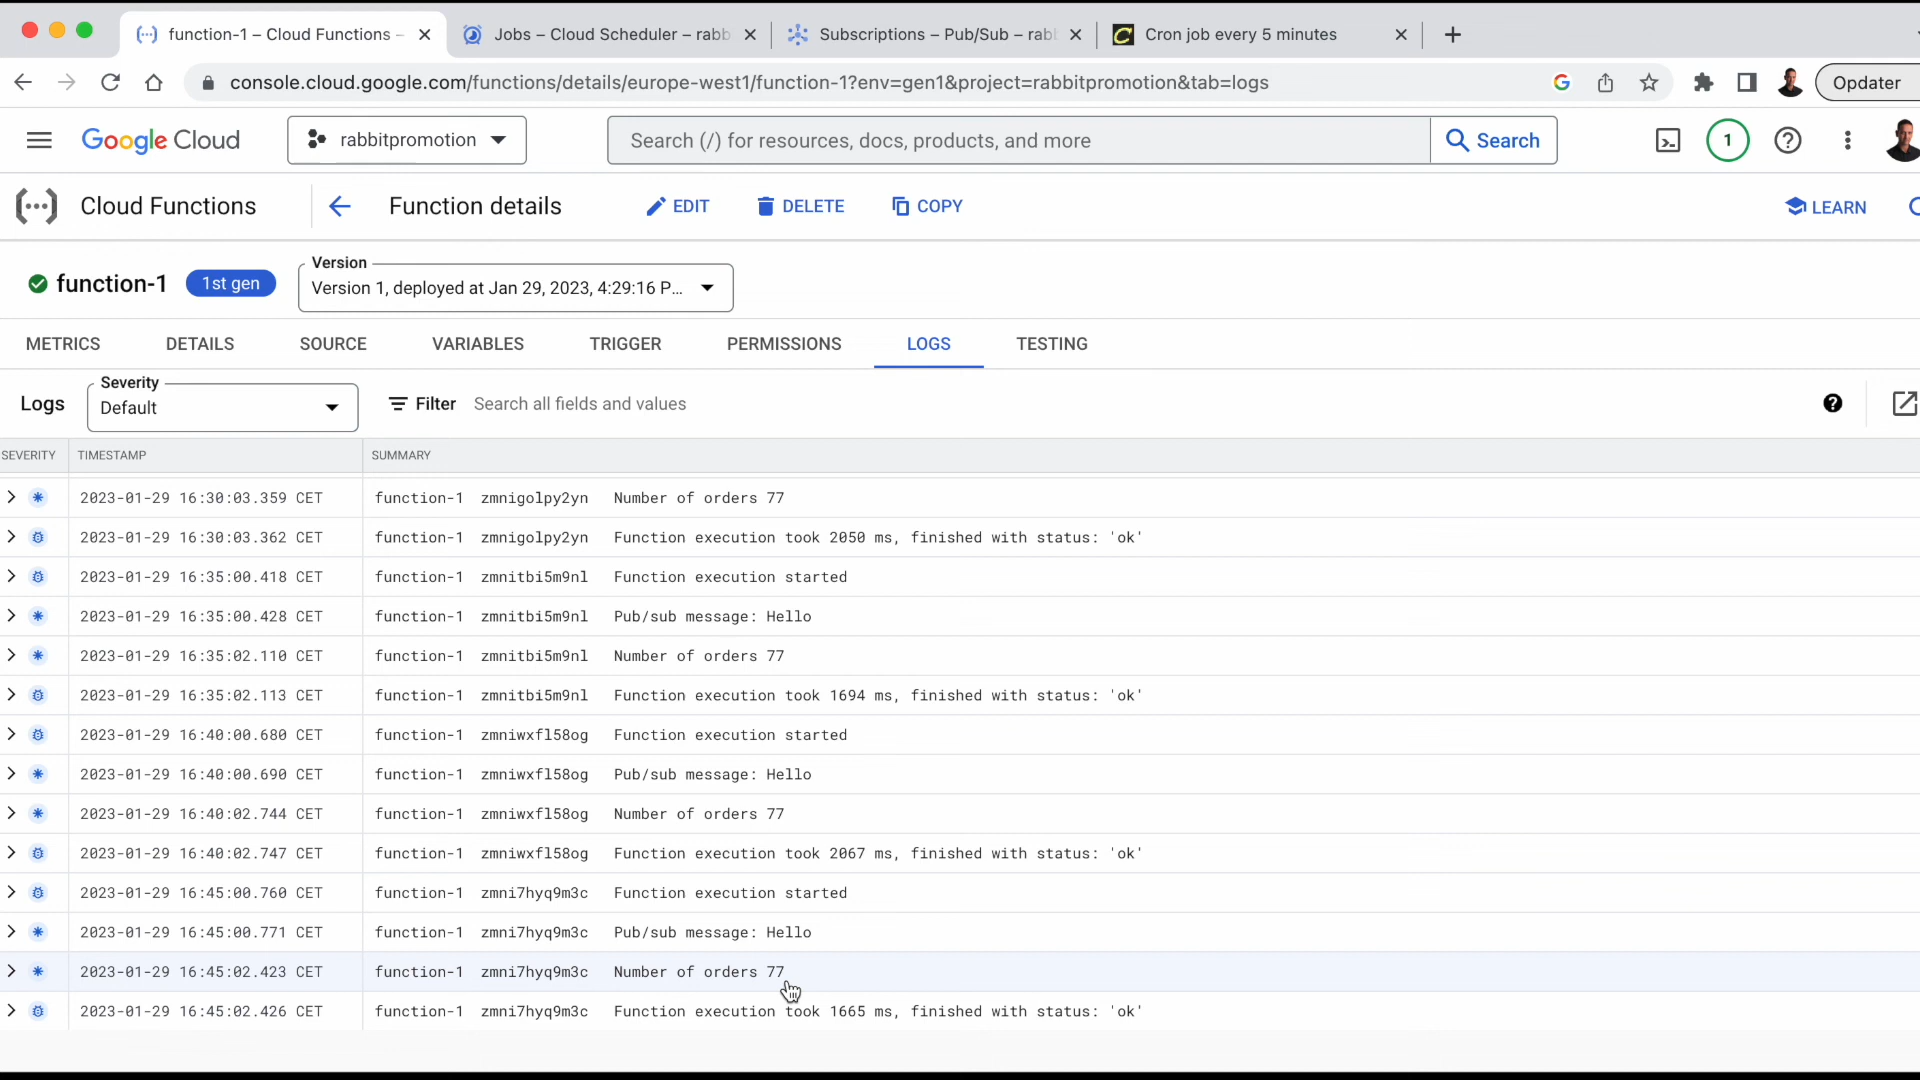 function-1 – Cloud Functions –
Jobs – Cloud Scheduler – rabb
Subscriptions – Pub/Sub – rab
Cron job every 5 minutes
console.cloud.google.com/functions/details/europe-west1/function-1?env=gen1&project=rabbitpromotion&tab=logs
Opdater
Google Cloud
rabbitpromotion
Search (/) for resources, docs, products, and more
Search
1
Cloud Functions
Function details
EDIT
DELETE
COPY
LEARN
function-1
1st gen
Version
Version 1, deployed at Jan 29, 2023, 4:29:16 P...
METRICS
DETAILS
SOURCE
VARIABLES
TRIGGER
PERMISSIONS
LOGS
TESTING
Logs
Severity
Default
Filter
Search all fields and values
SEVERITY TIMESTAMP SUMMARY
2023-01-29 16:30:03.359 CET function-1 zmnigolpy2yn Number of orders 77
2023-01-29 16:30:03.362 CET function-1 zmnigolpy2yn Function execution took 2050 ms, finished with status: 'ok'
2023-01-29 16:35:00.418 CET function-1 zmnitbi5m9nl Function execution started
2023-01-29 16:35:00.428 CET function-1 zmnitbi5m9nl Pub/sub message: Hello
2023-01-29 16:35:02.110 CET function-1 zmnitbi5m9nl Number of orders 77
2023-01-29 16:35:02.113 CET function-1 zmnitbi5m9nl Function execution took 1694 ms, finished with status: 'ok'
2023-01-29 16:40:00.680 CET function-1 zmniwxfl58og Function execution started
2023-01-29 16:40:00.690 CET function-1 zmniwxfl58og Pub/sub message: Hello
2023-01-29 16:40:02.744 CET function-1 zmniwxfl58og Number of orders 77
2023-01-29 16:40:02.747 CET function-1 zmniwxfl58og Function execution took 2067 ms, finished with status: 'ok'
2023-01-29 16:45:00.760 CET function-1 zmni7hyq9m3c Function execution started
2023-01-29 16:45:00.771 CET function-1 zmni7hyq9m3c Pub/sub message: Hello
2023-01-29 16:45:02.423 CET function-1 zmni7hyq9m3c Number of orders 77
2023-01-29 16:45:02.426 CET function-1 zmni7hyq9m3c Function execution took 1665 ms, finished with status: 'ok'